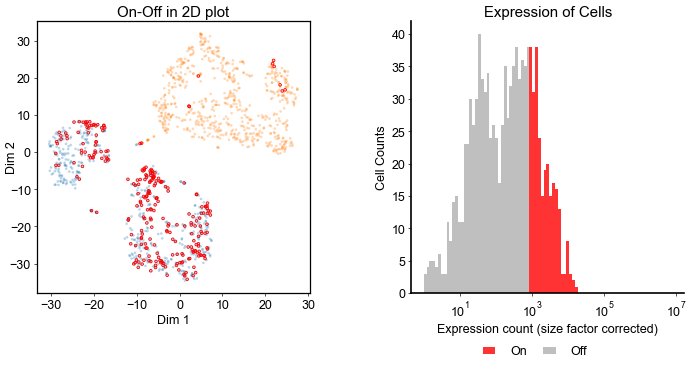 On-Off in 2D plot
30
20
10
0
−10
−20
−30
Dim 2
−30 −20 −10 0 10 20 30
Dim 1
Expression of Cells
40
35
30
25
20
15
10
5
0
Cell Counts
10^1 10^3 10^5 10^7
Expression count (size factor corrected)
On Off